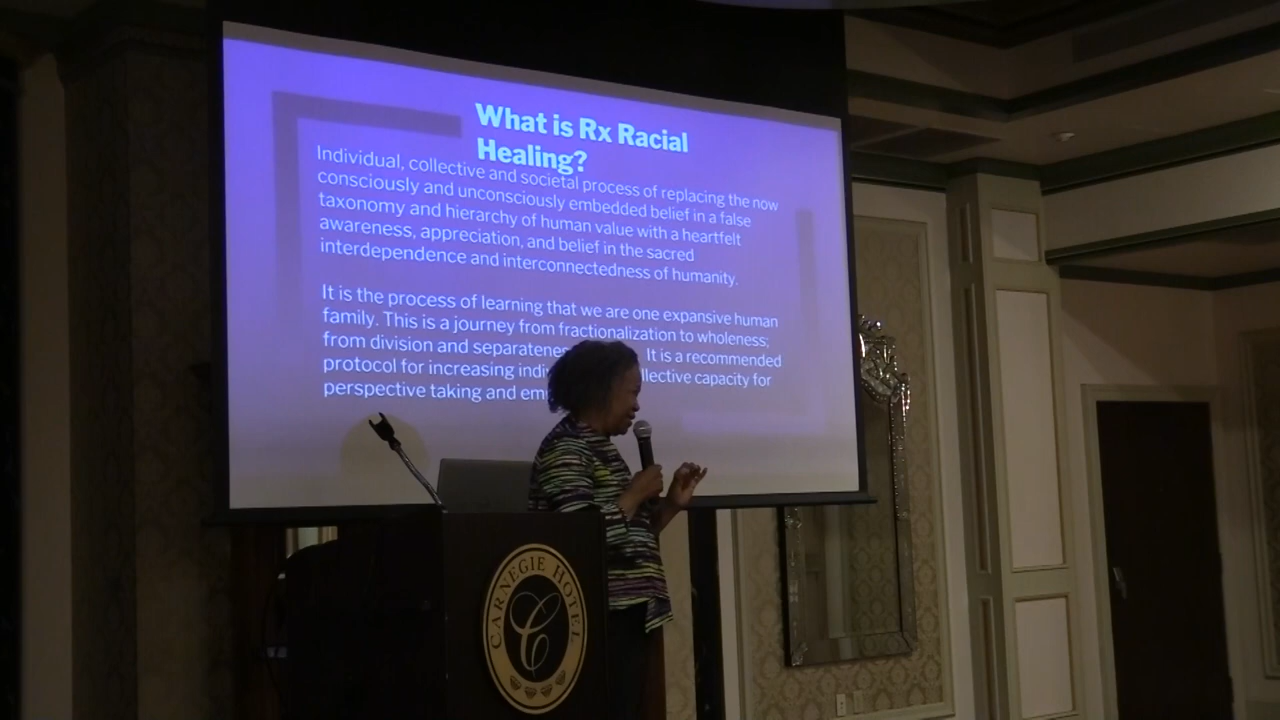 What is Rx Racial
Healing?
Individual, collective and societal process of replacing the now
consciously and unconsciously embedded belief in a false
taxonomy and hierarchy of human value with a heartfelt
awareness, appreciation, and belief in the sacred
interdependence and interconnectedness of humanity.
It is the process of learning that we are one expansive human
family. This is a journey from fractionalization to wholeness;
from division and It is a recommended
protocol for increasing capacity for
perspective taking and
CARNEGIE HOTEL
C